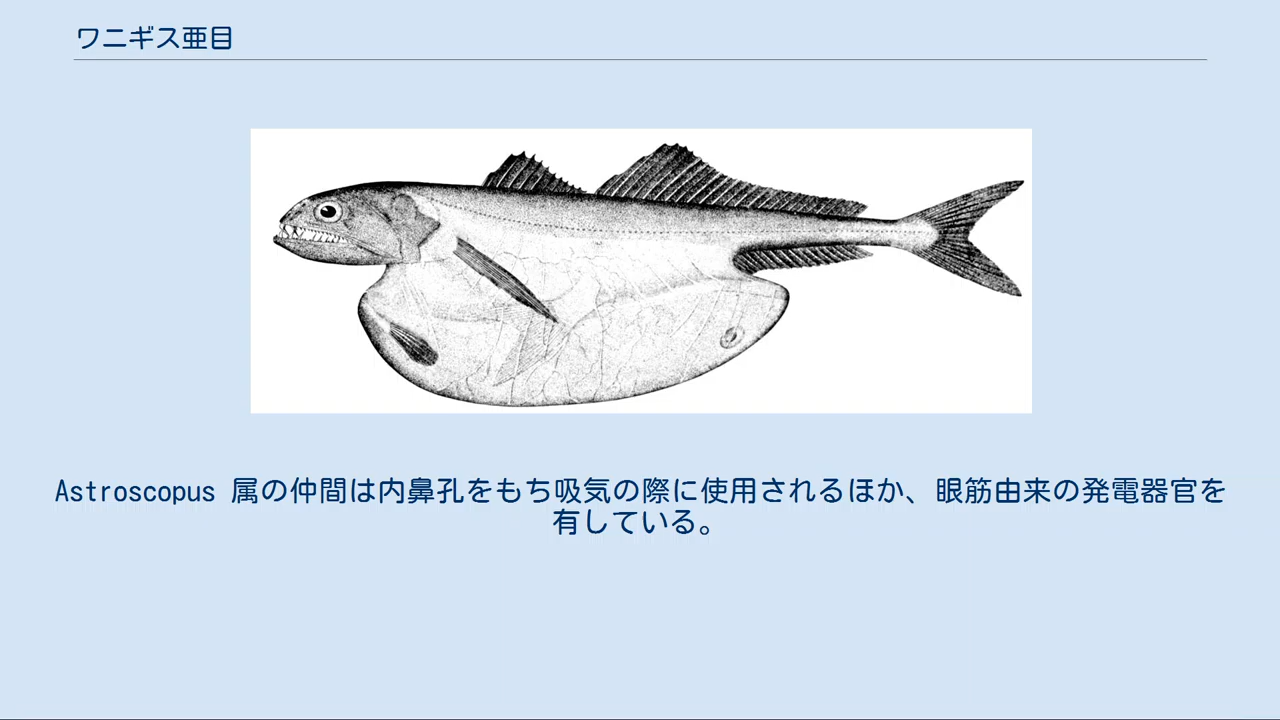 ワニギス亜目
Astroscopus 属の仲間は内鼻孔をもち吸気の際に使用されるほか、眼筋由来の発電器官を
有している。